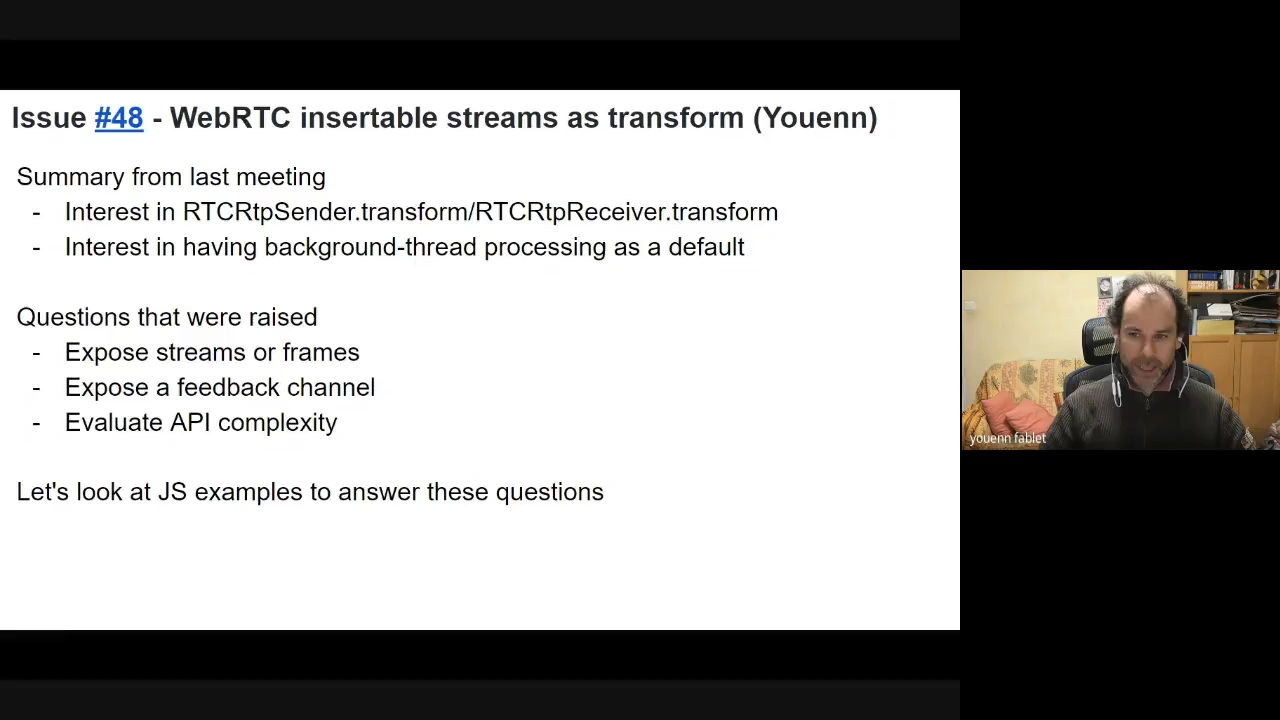 Issue #48 - WebRTC insertable streams as transform (Youenn)
Summary from last meeting
- Interest in RTCRtpSender.transform/RTCRtpReceiver.transform
- Interest in having background-thread processing as a default
Questions that were raised
- Expose streams or frames
- Expose a feedback channel
- Evaluate API complexity
Let's look at JS examples to answer these questions
youenn fablet